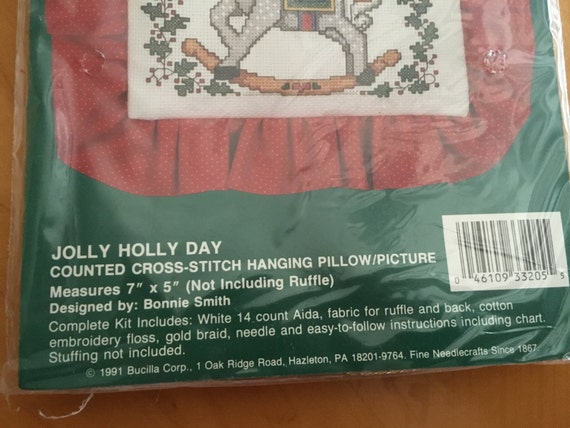 JOLLY HOLLY DAY
COUNTED CROSS-STITCH HANGING PILLOW/PICTURE
Measures 7" x 5" (Not Including Ruffle)
Designed by: Bonnie Smith
Complete Kit Includes: White 14 count Aida, fabric for ruffle and back, cotton
embroidery floss, gold braid, needle and easy-to-follow instructions including chart.
Stuffing not included.
© 1991 Bucilla Corp., 1 Oak Ridge Road, Hazleton, PA 18201-9764. Fine Needlecrafts Since 1867.
0 46109 33205 5